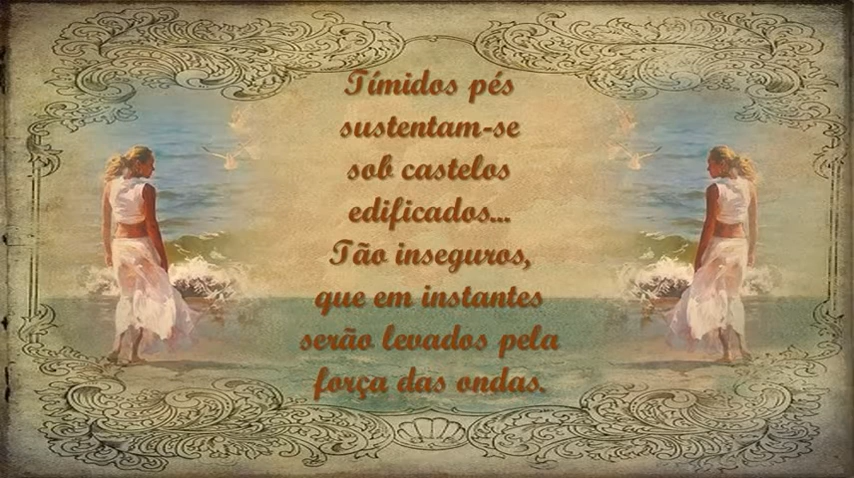 Tímidos pés
sustentam-se
sob castelos
edificados...
Tão inseguros,
que em instantes
serão levados pela
força das ondas.